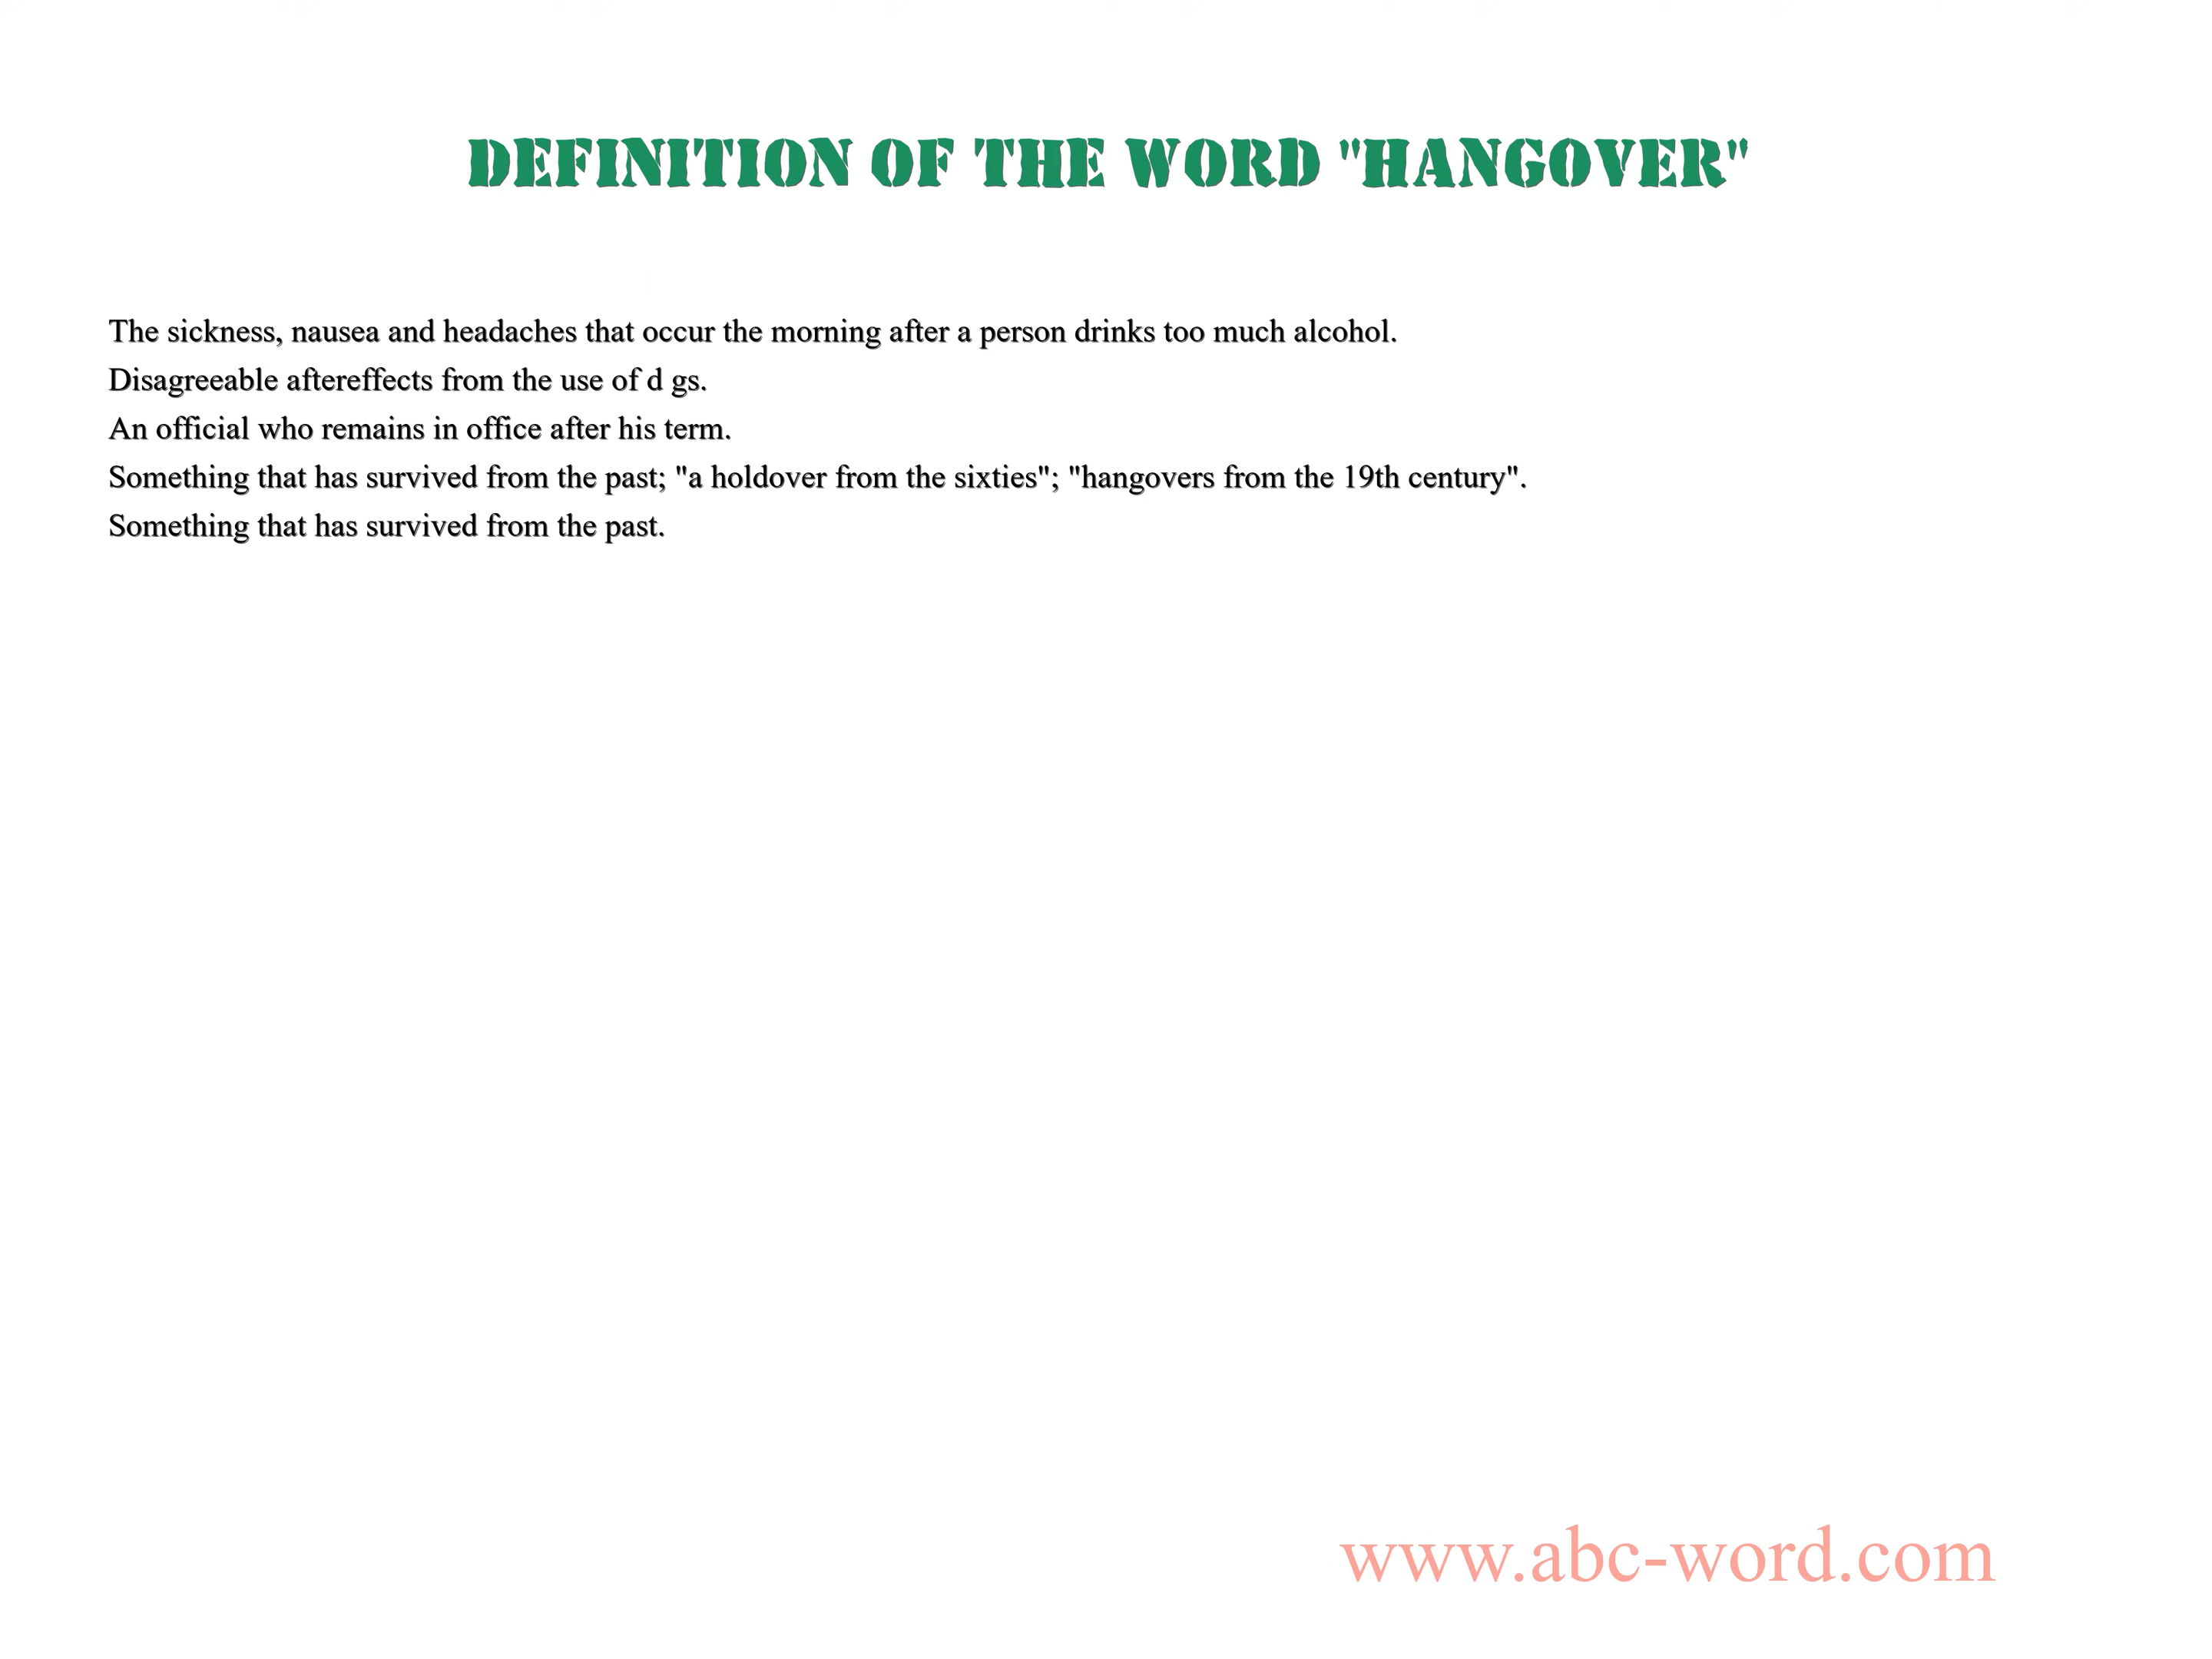 DEFINITION OF THE WORD "HANGOVER"
The sickness, nausea and headaches that occur the morning after a person drinks too much alcohol.
Disagreeable aftereffects from the use of d gs.
An official who remains in office after his term.
Something that has survived from the past; "a holdover from the sixties"; "hangovers from the 19th century".
Something that has survived from the past.
www.abc-word.com